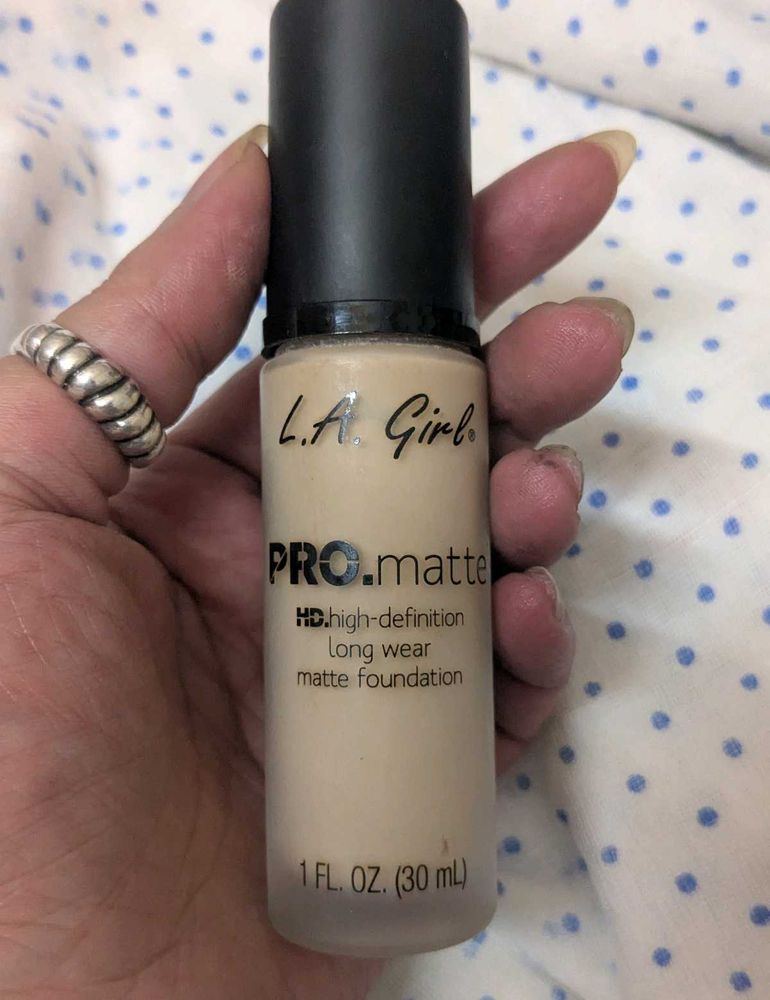 L.A. Girl®
PRO.matte
HD.high-definition
long wear
matte foundation
1 FL. OZ. (30 mL)